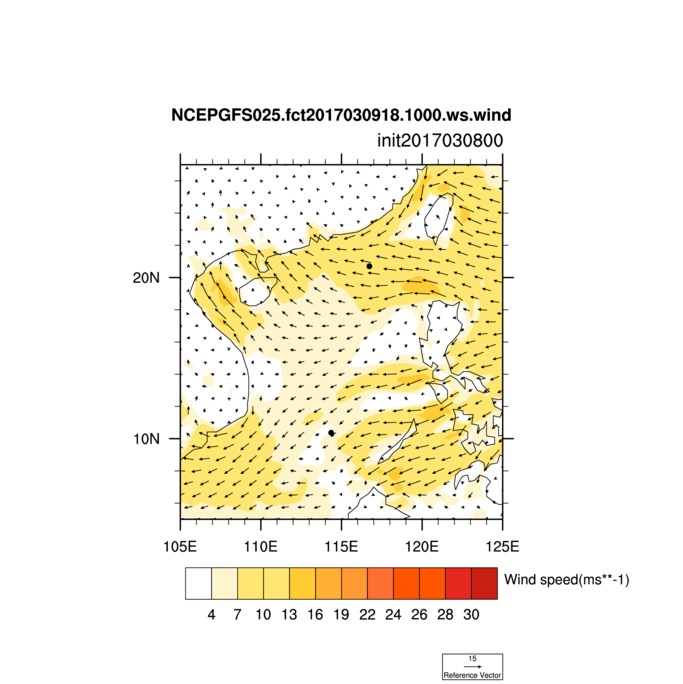 NCEPGFS025.fct2017030918.1000.ws.wind
init2017030800
20N
10N
105E 110E 115E 120E 125E
Wind speed(ms**-1)
4 7 10 13 16 19 22 24 26 28 30
15
Reference Vector